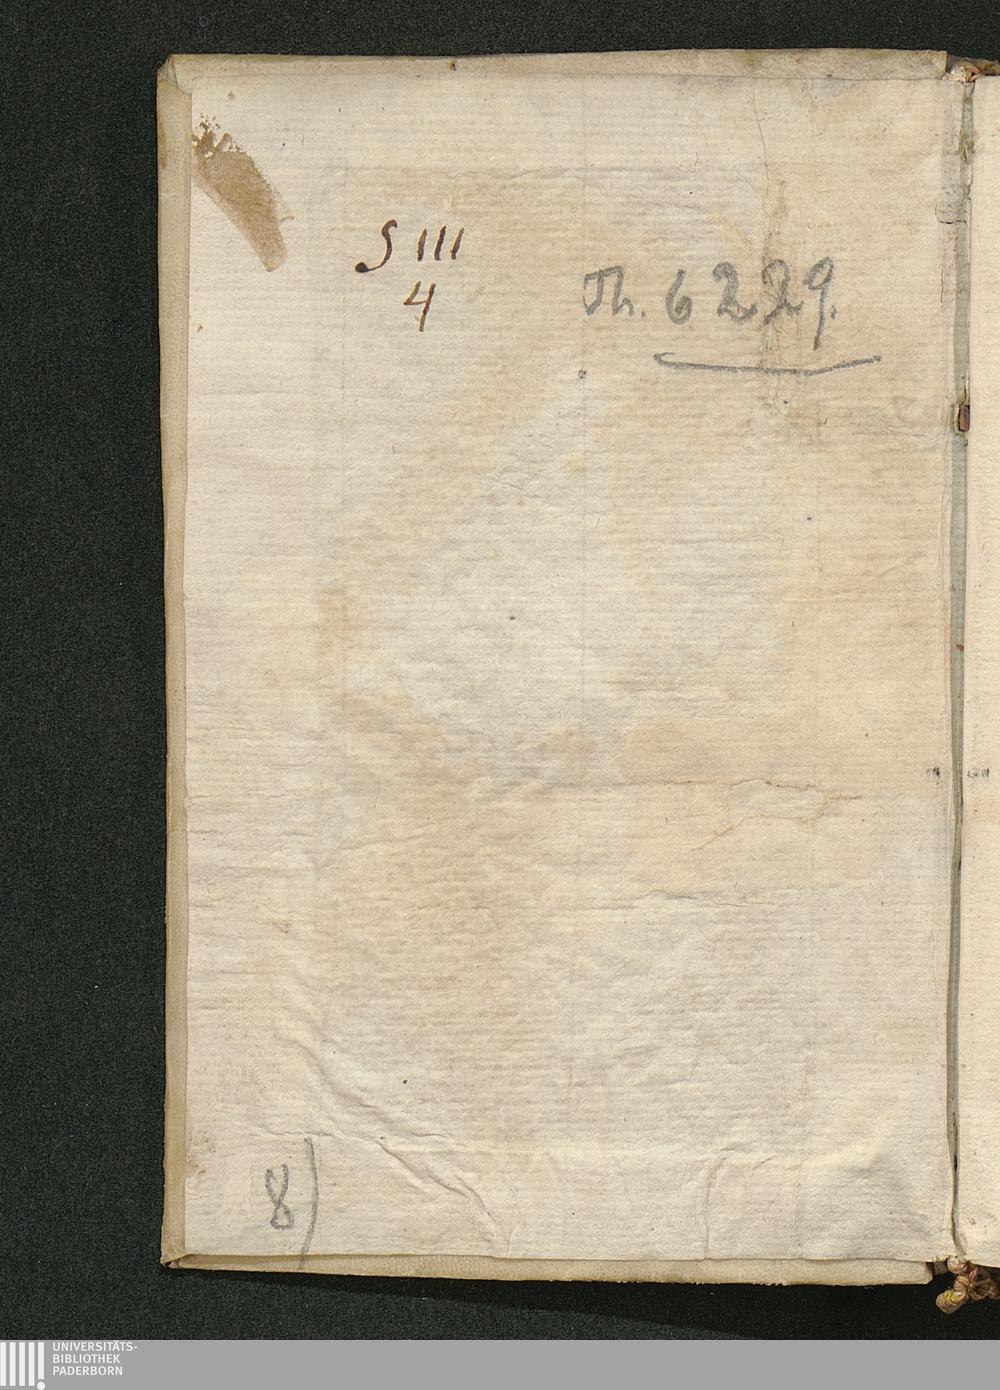 S III
4
Th. 6229.
8)
UNIVERSITÄTS-
BIBLIOTHEK
PADERBORN